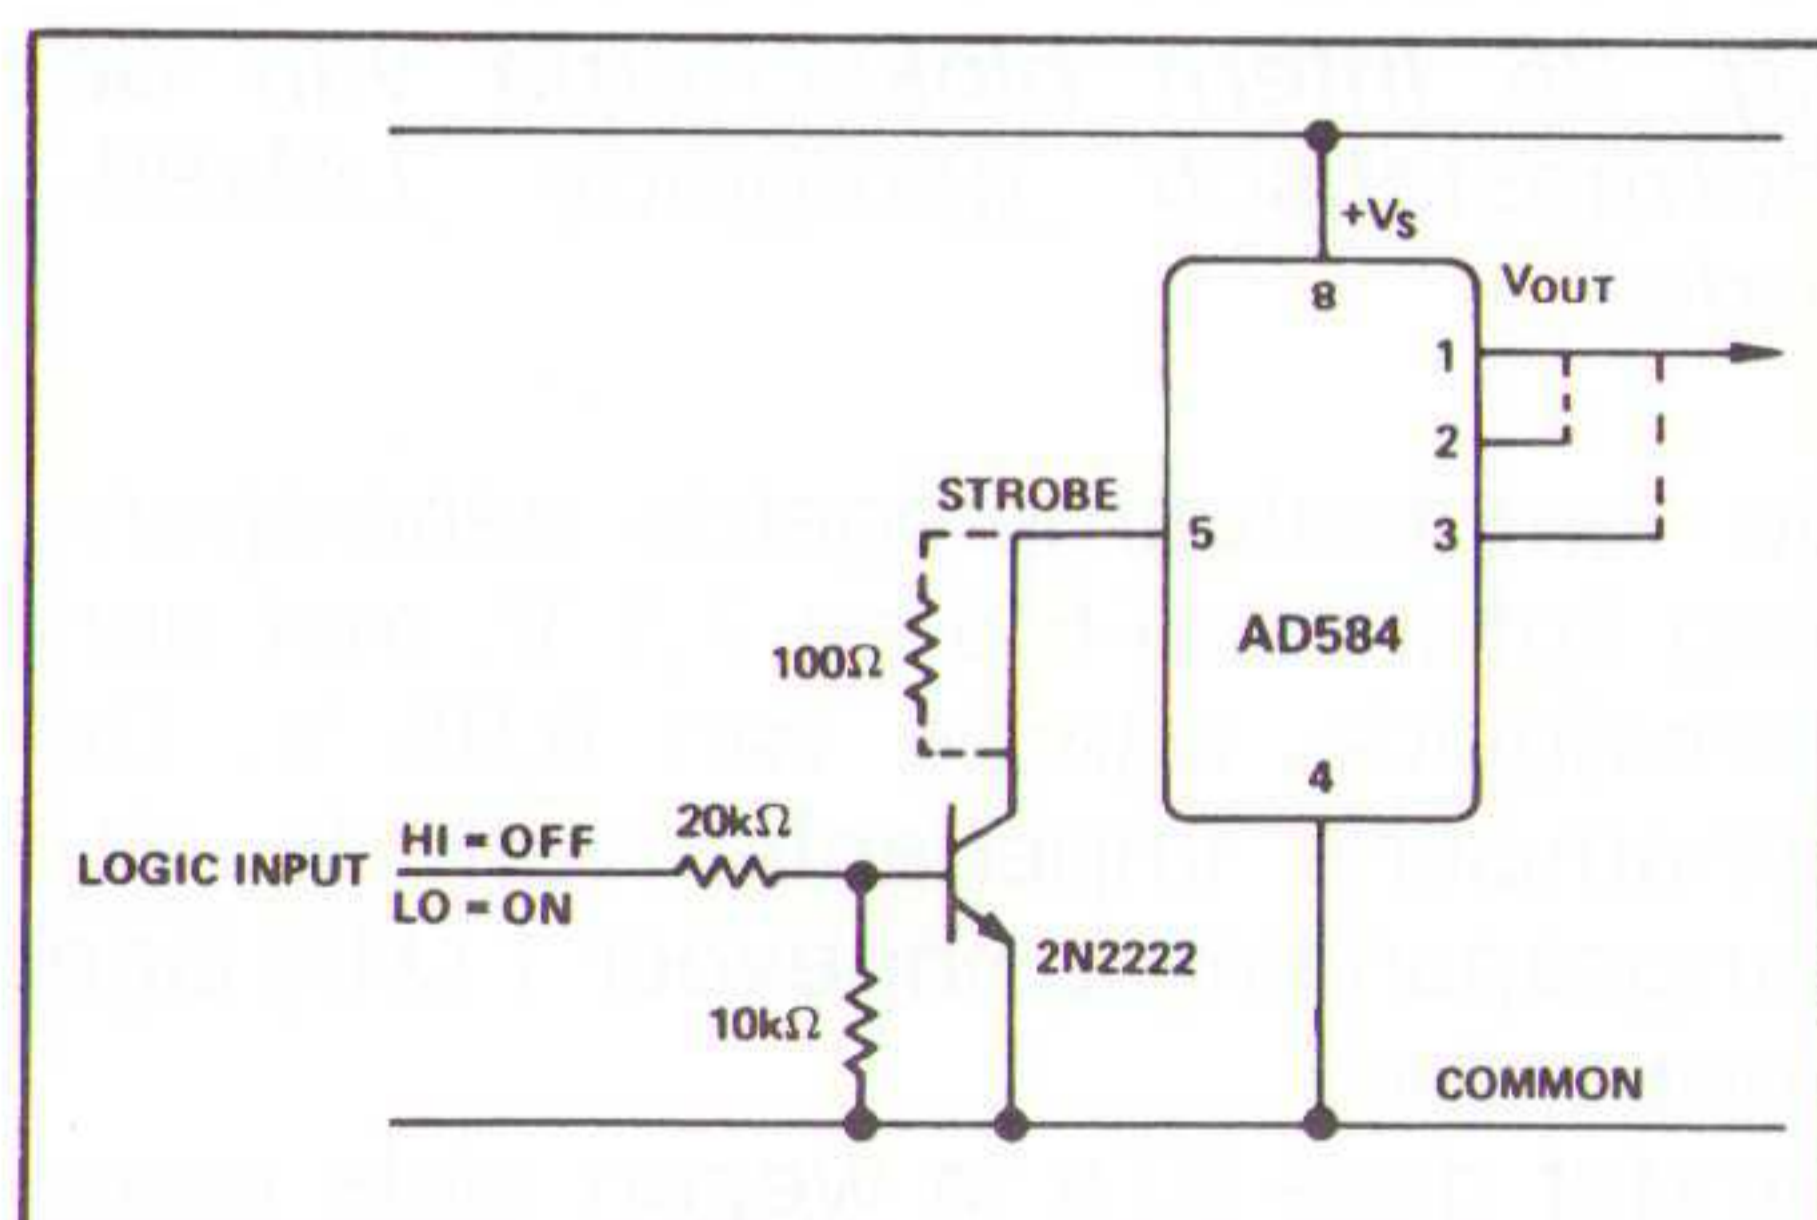 +VS
8
VOUT
1
2
STROBE
5
3
100Ω
AD584
4
20kΩ
HI = OFF
LOGIC INPUT
LO = ON
2N2222
10kΩ
COMMON